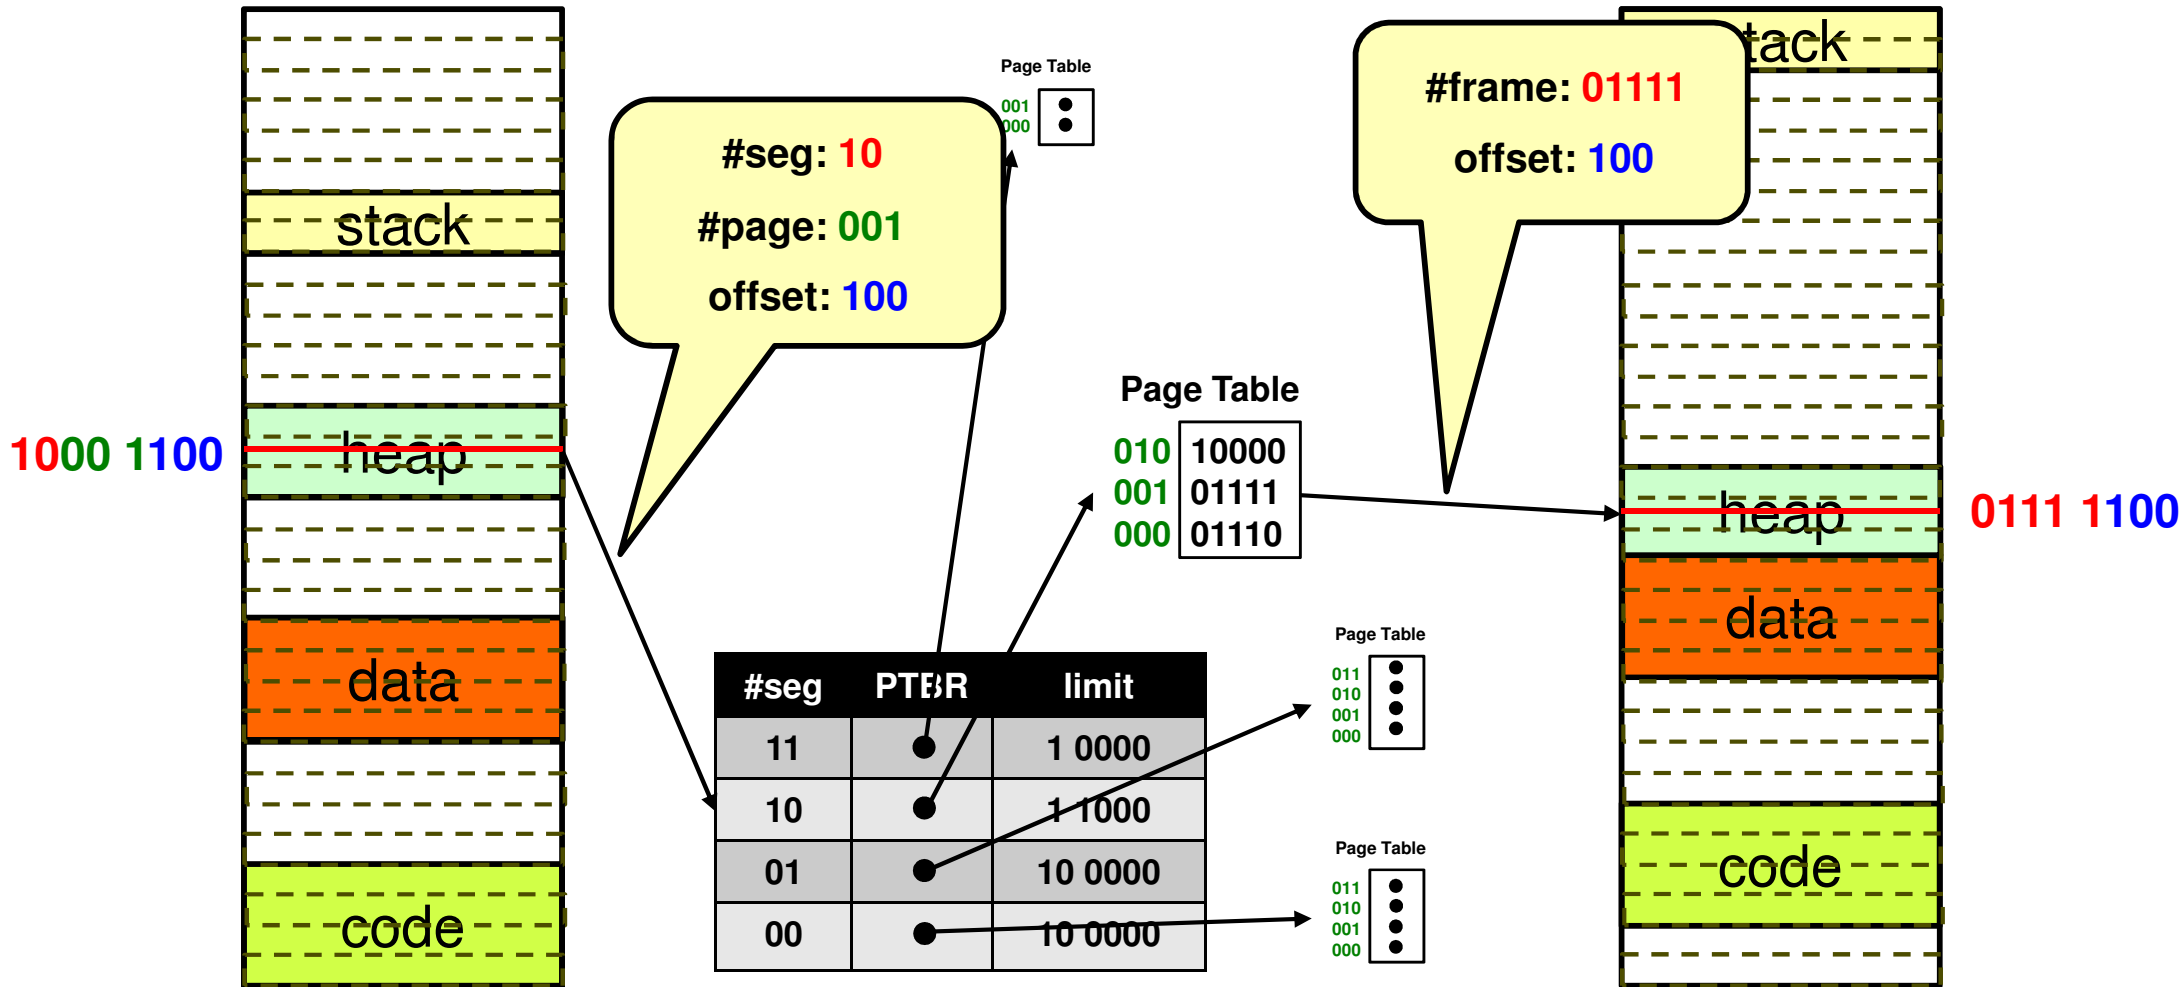 stack
heap
data
code
1000 1100
#seg: 10
#page: 001
offset: 100
Page Table
001
000
#frame: 01111
offset: 100
Page Table
010 10000
001 01111
000 01110
#seg PTBR limit
11 1 0000
10 1 1000
01 10 0000
00 10 0000
Page Table
011
010
001
000
Page Table
011
010
001
000
tack
heap
data
code
0111 1100